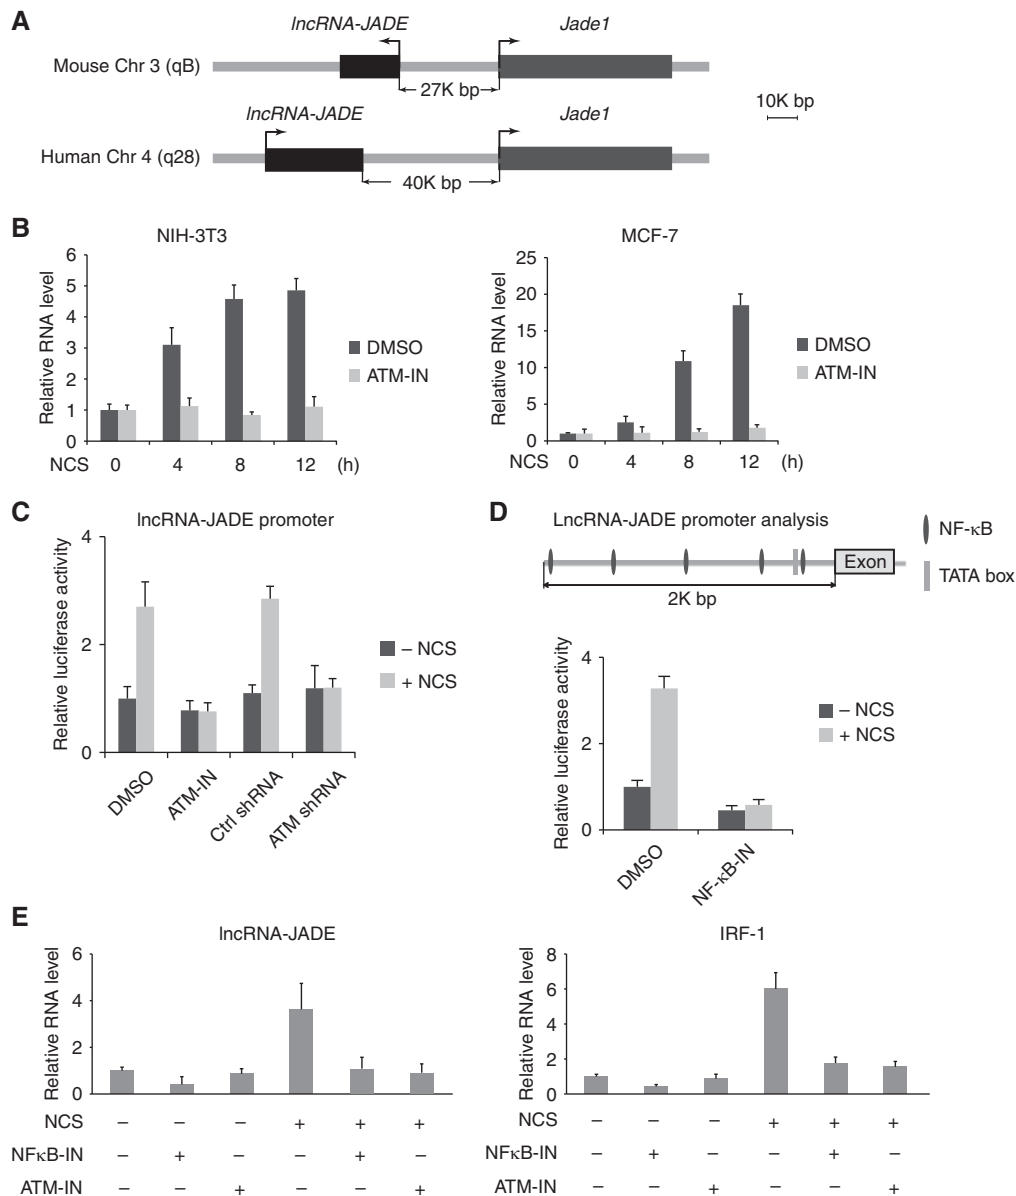 A
lncRNA-JADE Jade1
Mouse Chr 3 (qB)
27K bp
10K bp
lncRNA-JADE Jade1
Human Chr 4 (q28)
40K bp
B
NIH-3T3
Relative RNA level
6
5
4
3
2
1
0
DMSO
ATM-IN
NCS 0 4 8 12 (h)
MCF-7
Relative RNA level
25
20
15
10
5
0
DMSO
ATM-IN
NCS 0 4 8 12 (h)
C
lncRNA-JADE promoter
Relative luciferase activity
4
2
0
– NCS
+ NCS
DMSO
ATM-IN
Ctrl shRNA
ATM shRNA
D
LncRNA-JADE promoter analysis
Exon
2K bp
NF-κB
TATA box
Relative luciferase activity
4
2
0
– NCS
+ NCS
DMSO
NF-κB-IN
E
lncRNA-JADE
Relative RNA level
6
4
2
0
NCS – – – + + +
NFκB-IN – + – – + –
ATM-IN – – + – – +
IRF-1
Relative RNA level
8
6
4
2
0
NCS – – – + + +
NFκB-IN – + – – + –
ATM-IN – – + – – +